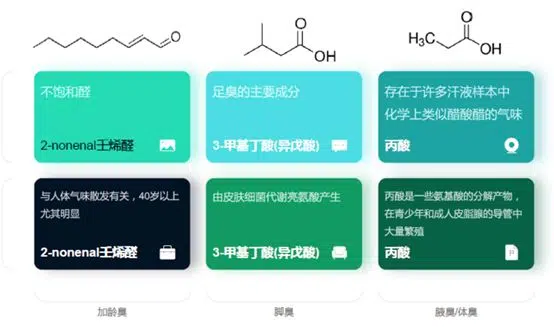 O
O
OH
H₃C
O
OH
不饱和醛
2-nonenal壬烯醛
足臭的主要成分
3-甲基丁酸(异戊酸)
存在于许多汗液样本中
化学上类似醋酸醋的气味
丙酸
与人体气味散发有关，40岁以上
尤其明显
2-nonenal壬烯醛
由皮肤细菌代谢亮氨酸产生
3-甲基丁酸(异戊酸)
丙酸是一些氨基酸的分解产物，
在青少年和成人皮脂腺的导管中
大量繁殖
丙酸
P
加龄臭
脚臭
腋臭/体臭